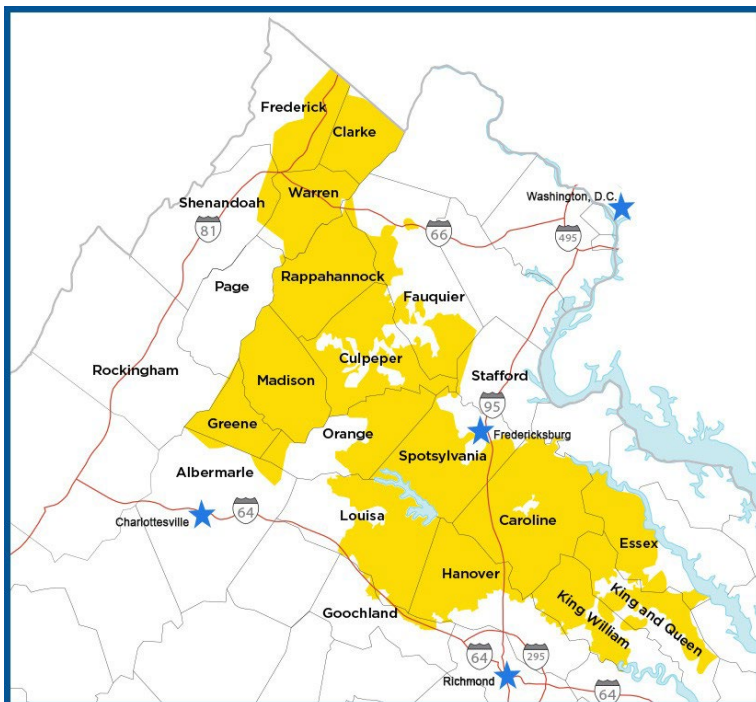 Frederick
Clarke
Shenandoah
Warren
Washington, D.C.
81
66
495
Rappahannock
Page
Fauquier
Culpeper
Rockingham
Madison
Stafford
95
Greene
Orange
Fredericksburg
Spotsylvania
Albermarle
64
Louisa
Charlottesville
Caroline
Essex
Hanover
King and Queen
King William
Goochland
64
295
Richmond
64